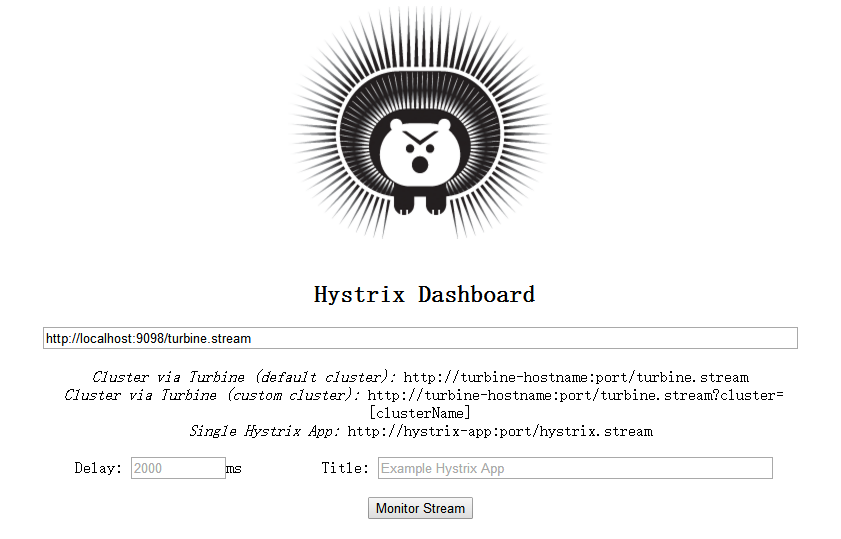 Hystrix Dashboard
http://localhost:9098/turbine.stream
Cluster via Turbine (default cluster): http://turbine-hostname:port/turbine.stream
Cluster via Turbine (custom cluster): http://turbine-hostname:port/turbine.stream?cluster=
[clusterName]
Single Hystrix App: http://hystrix-app:port/hystrix.stream
Delay: 2000 ms Title: Example Hystrix App
Monitor Stream